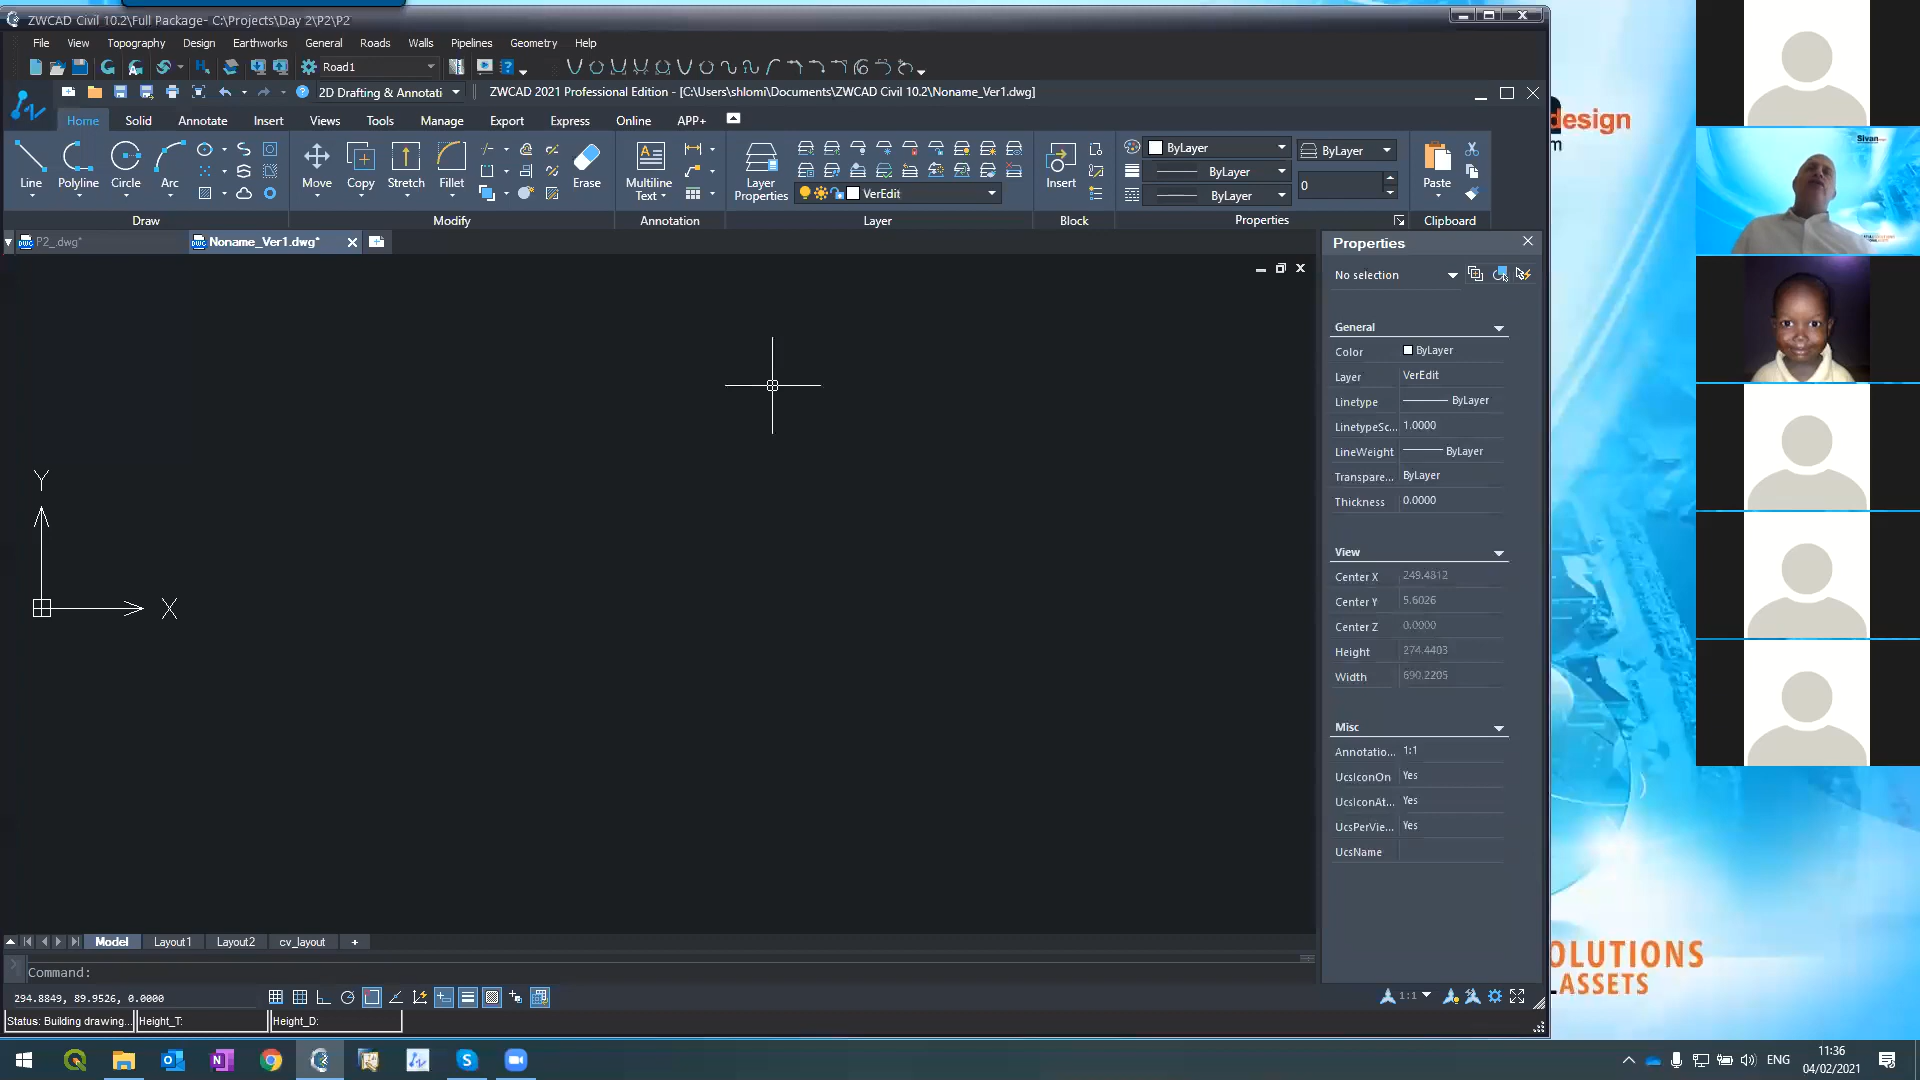 ZWCAD Civil 10.2\Full Package- C:\Projects\Day 2\P2\P2
File View Topography Design Earthworks General Roads Walls Pipelines Geometry Help
Road1
2D Drafting & Annotati
ZWCAD 2021 Professional Edition - [C:\Users\shlomi\Documents\ZWCAD Civil 10.2\Noname_Ver1.dwg]
Home Solid Annotate Insert Views Tools Manage Export Express Online APP+
Line Polyline Circle Arc
Move Copy Stretch Fillet Erase
Multiline Text
Layer Properties
VerEdit
Insert
ByLayer
ByLayer
ByLayer
ByLayer
0
Paste
Draw Modify Annotation Layer Block Properties Clipboard
P2_.dwg*
Noname_Ver1.dwg*
Properties
No selection
General
Color ByLayer
Layer VerEdit
Linetype ByLayer
LinetypeSc... 1.0000
LineWeight ByLayer
Transpare... ByLayer
Thickness 0.0000
View
Center X 249.4812
Center Y 5.6026
Center Z 0.0000
Height 274.4403
Width 690.2205
Misc
Annotatio... 1:1
UcsIconOn Yes
UcsIconAt... Yes
UcsPerVie... Yes
UcsName
Y
X
Model Layout1 Layout2 cv_layout +
Command:
294.8849, 89.9526, 0.0000
1:1
Status: Building drawing... Height_T: Height_D:
design
m
Sivan
OLUTIONS
ASSETS
ENG
11:36
04/02/2021